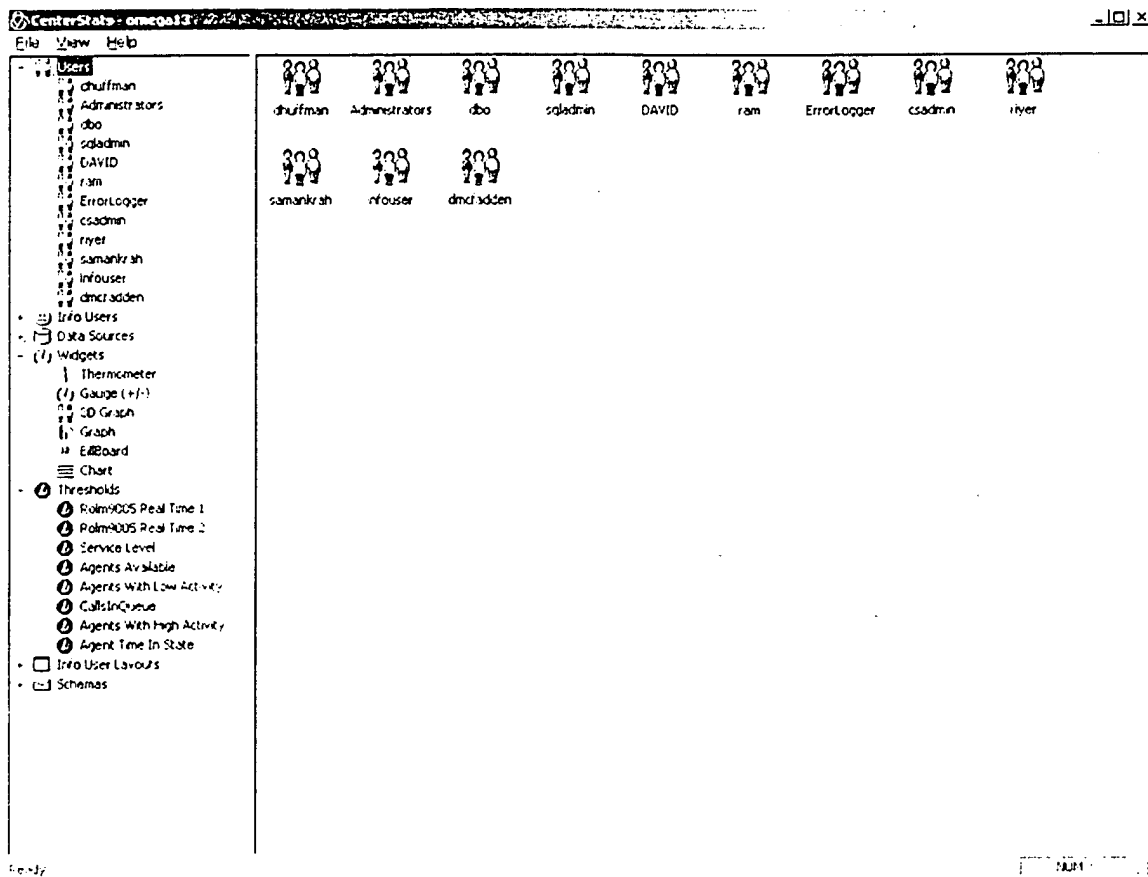 CenterStats - omega13
File View Help
Users
dhuffman
Administrators
dbo
sqladmin
DAVID
ram
ErrorLogger
csadmin
riyer
samankrah
infouser
dmcfadden
Info Users
Data Sources
Widgets
Thermometer
Gauge (+/-)
3D Graph
Graph
BillBoard
Chart
Thresholds
Rolm9005 Real Time 1
Rolm9005 Real Time 2
Service Level
Agents Available
Agents With Low Activity
CallsInQueue
Agents With High Activity
Agent Time In State
Info User Layouts
Schemas
dhuffman Administrators dbo sqladmin DAVID ram ErrorLogger csadmin riyer
samankrah infouser dmcfadden
Ready NUM